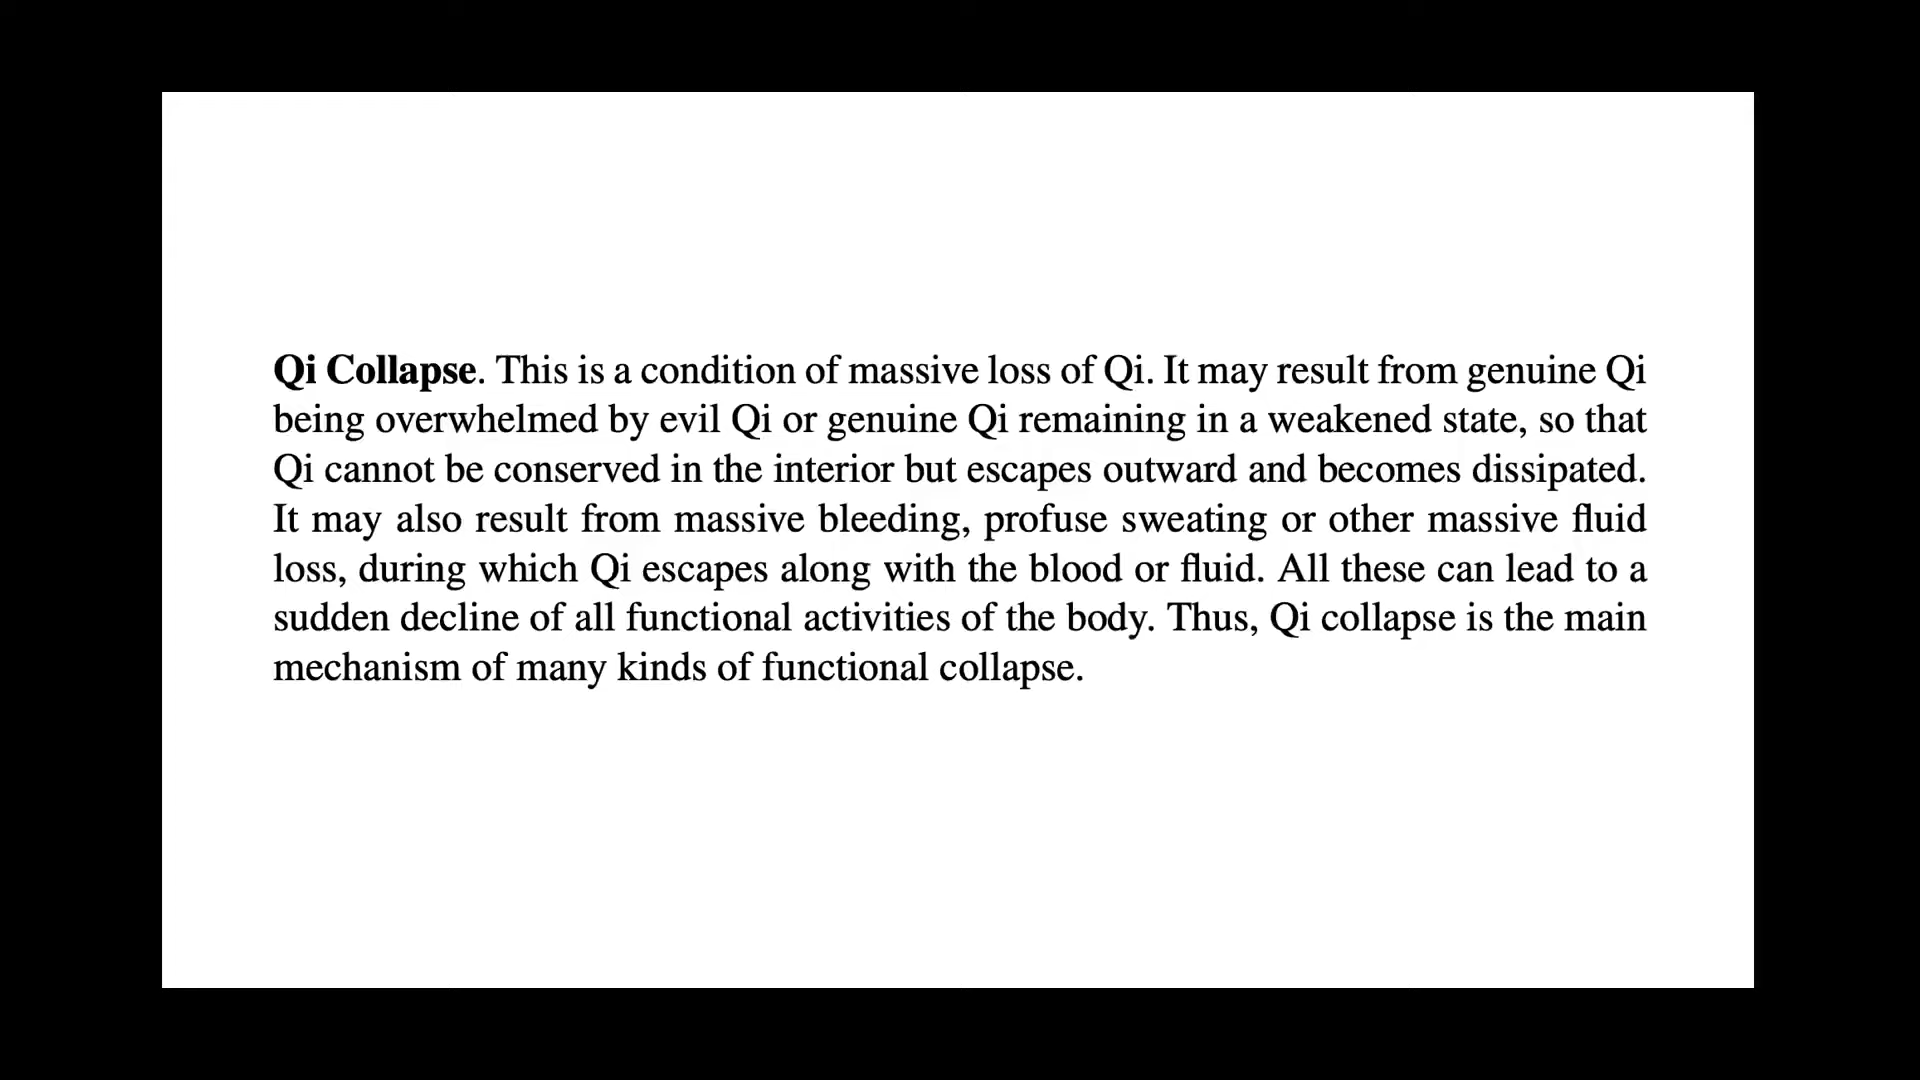 Qi Collapse. This is a condition of massive loss of Qi. It may result from genuine Qi
being overwhelmed by evil Qi or genuine Qi remaining in a weakened state, so that
Qi cannot be conserved in the interior but escapes outward and becomes dissipated.
It may also result from massive bleeding, profuse sweating or other massive fluid
loss, during which Qi escapes along with the blood or fluid. All these can lead to a
sudden decline of all functional activities of the body. Thus, Qi collapse is the main
mechanism of many kinds of functional collapse.